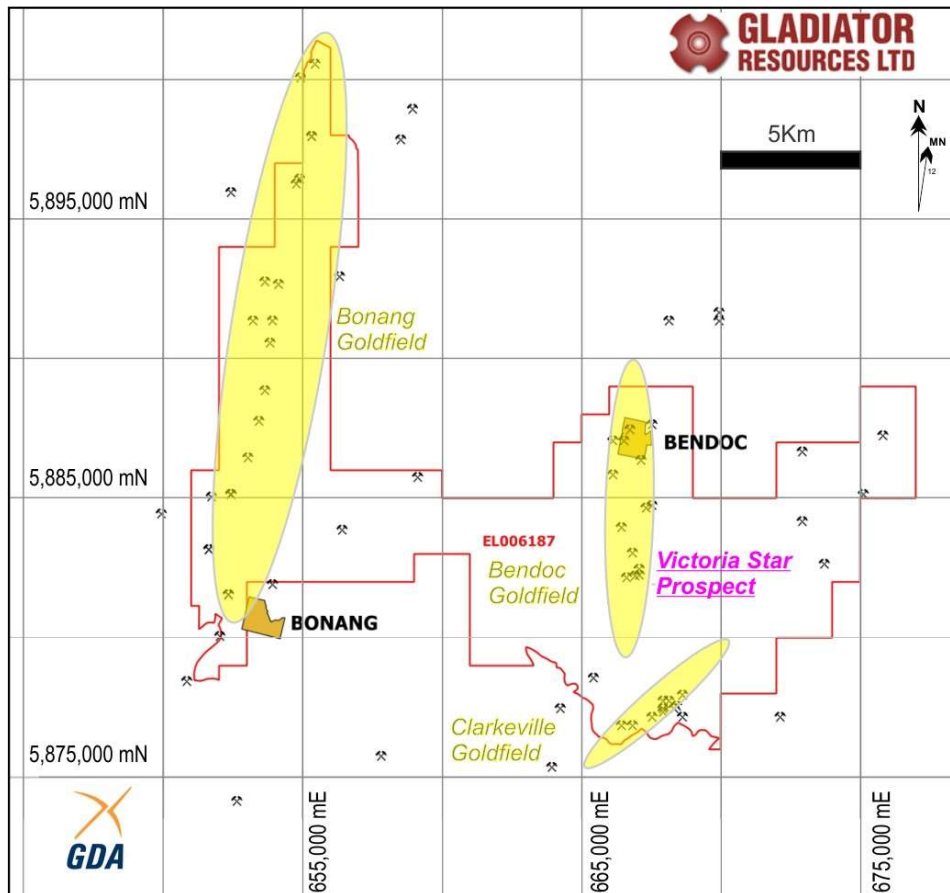 GLADIATOR
RESOURCES LTD
5Km
N
MN
12
5,895,000 mN
Bonang
Goldfield
BENDOC
5,885,000 mN
EL006187
Bendoc
Goldfield
Victoria Star
Prospect
BONANG
Clarkeville
Goldfield
5,875,000 mN
655,000 mE
665,000 mE
675,000 mE
GDA